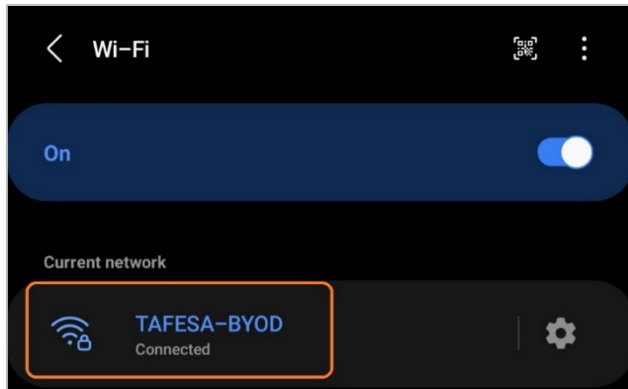 Wi-Fi
On
Current network
TAFESA-BYOD
Connected